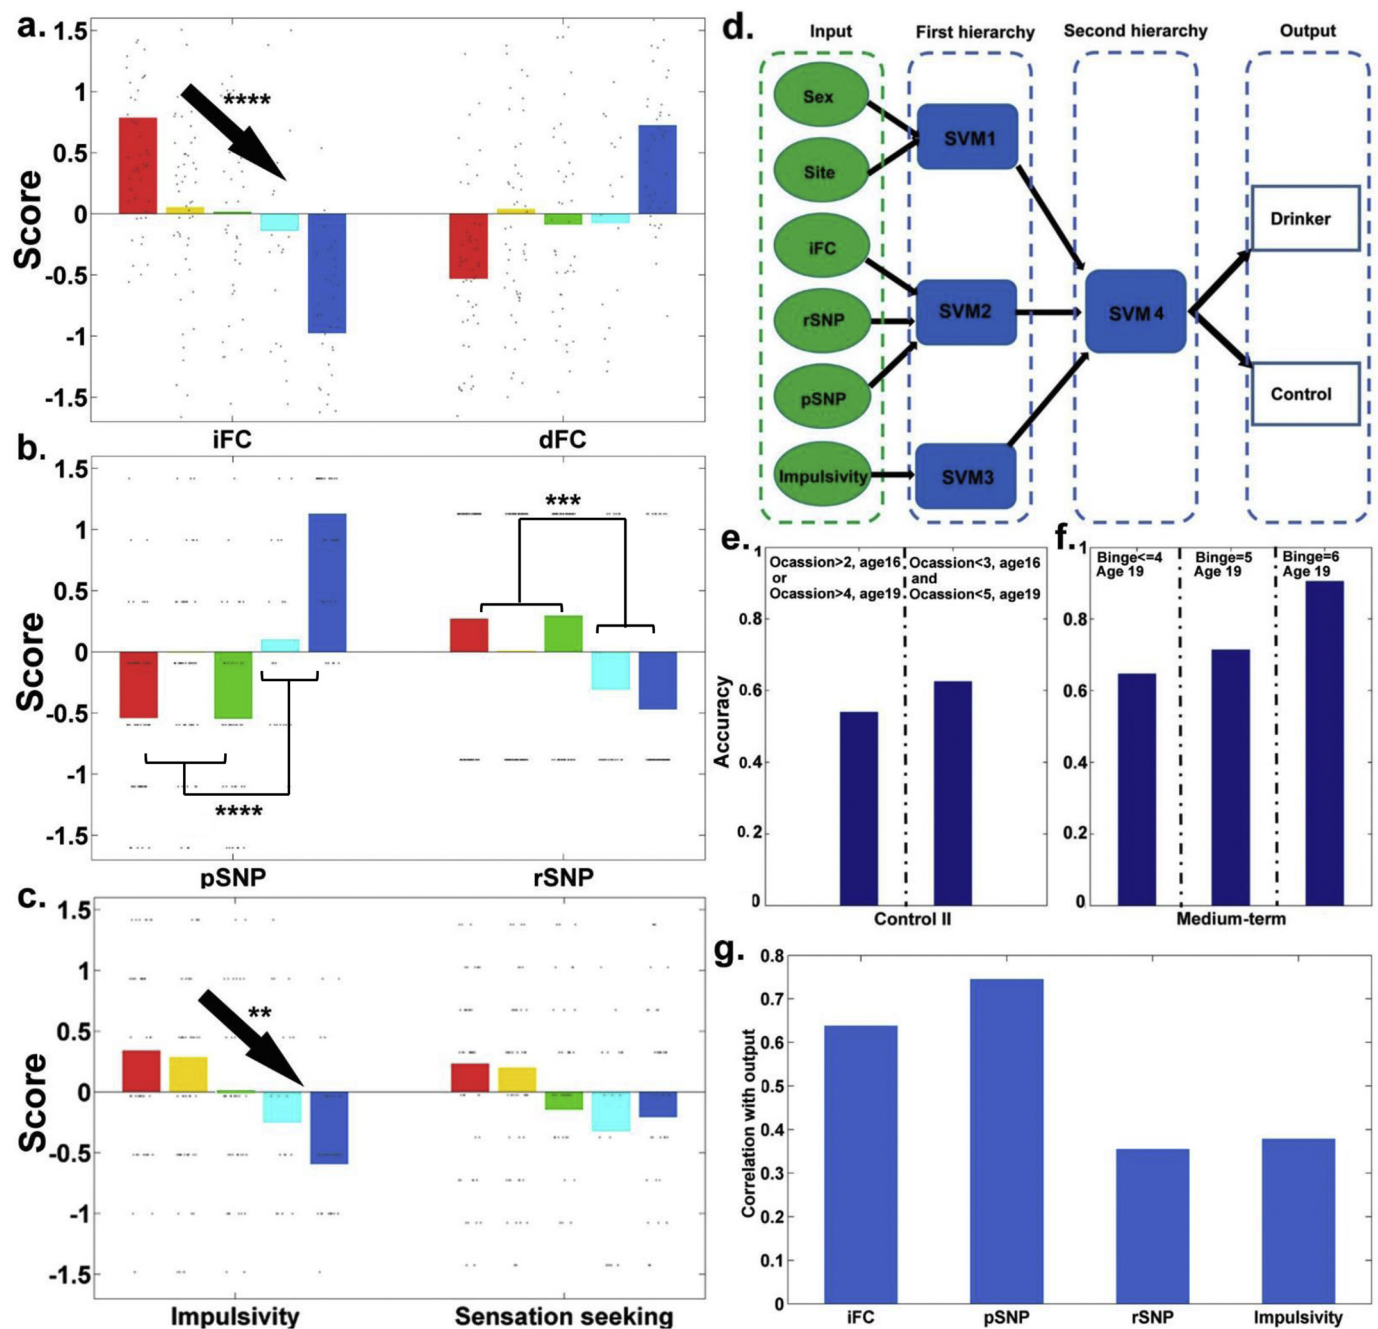 a.
1.5
1
0.5
0
-0.5
-1
-1.5
Score
****
iFC
dFC
b.
1.5
1
0.5
0
-0.5
-1
-1.5
Score
***
****
pSNP
rSNP
c.
1.5
1
0.5
0
-0.5
-1
-1.5
Score
**
Impulsivity
Sensation seeking
d.
Input
First hierarchy
Second hierarchy
Output
Sex
Site
iFC
rSNP
pSNP
Impulsivity
SVM1
SVM2
SVM3
SVM4
Drinker
Control
e.
1
0.8
0.6
0.4
0.2
0
Accuracy
Ocassion>2, age16
or
Ocassion>4, age19
Ocassion<3, age16
and
Ocassion<5, age19
Control II
f.
1
0.8
0.6
0.4
0.2
0
Binge<=4
Age 19
Binge=5
Age 19
Binge=6
Age 19
Medium-term
g.
0.8
0.7
0.6
0.5
0.4
0.3
0.2
0.1
0
Correlation with output
iFC
pSNP
rSNP
Impulsivity